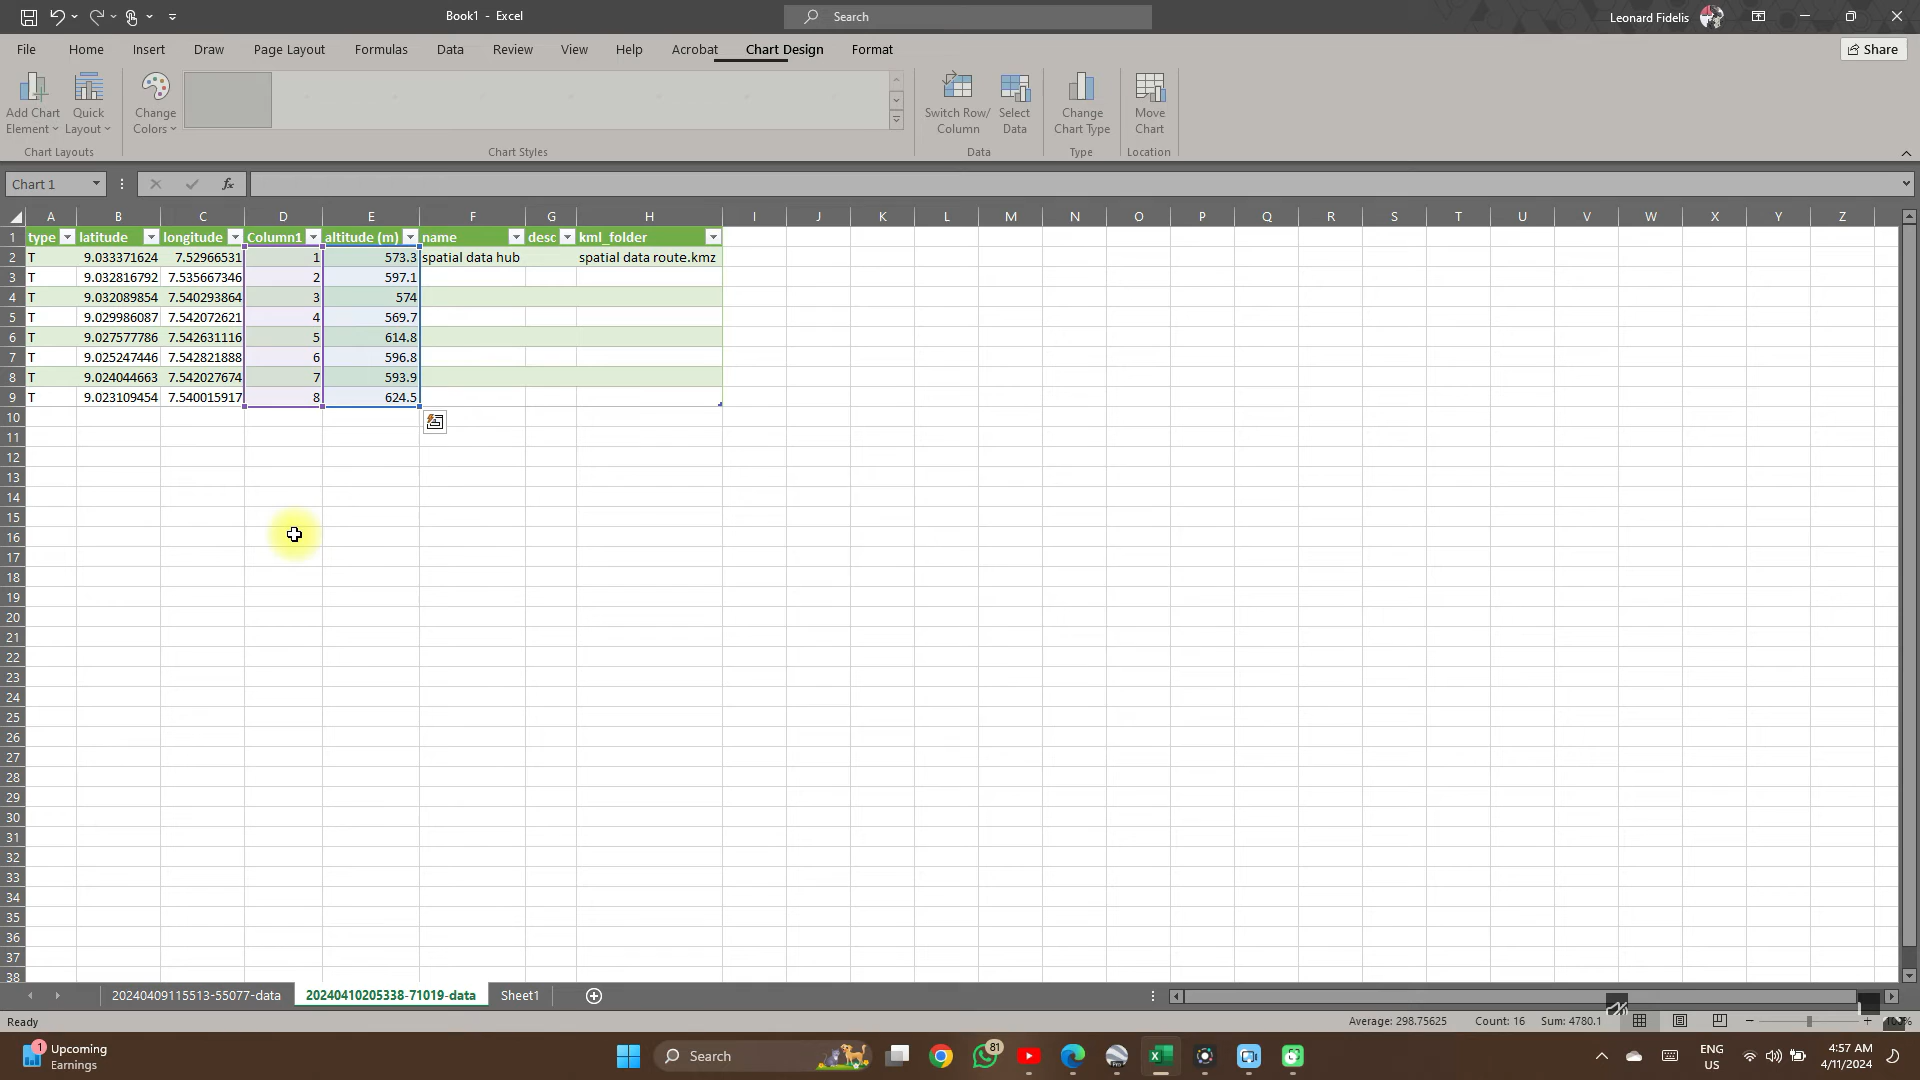 Book1 - Excel
Search
Leonard Fidelis
File Home Insert Draw Page Layout Formulas Data Review View Help Acrobat Chart Design Format
Share
Add Chart Element
Quick Layout
Change Colors
Switch Row/ Column
Select Data
Change Chart Type
Move Chart
Chart Layouts
Chart Styles
Data
Type
Location
Chart 1
fx
A B C D E F G H I J K L M N O P Q R S T U V W X Y Z
1 type latitude longitude Column1 altitude (m) name desc kml_folder
2 T 9.033371624 7.52966531 1 573.3 spatial data hub spatial data route.kmz
3 T 9.032816792 7.535667346 2 597.1
4 T 9.032089854 7.540293864 3 574
5 T 9.029986087 7.542072621 4 569.7
6 T 9.027577786 7.542631116 5 614.8
7 T 9.025247446 7.542821888 6 596.8
8 T 9.024044663 7.542027674 7 593.9
9 T 9.023109454 7.540015917 8 624.5
10
11
12
13
14
15
16
17
18
19
20
21
22
23
24
25
26
27
28
29
30
31
32
33
34
35
36
37
38
20240409115513-55077-data 20240410205338-71019-data Sheet1
Ready
Average: 298.75625 Count: 16 Sum: 4780.1
1
Upcoming
Earnings
Search
81
ENG
US
4:57 AM
4/11/2024